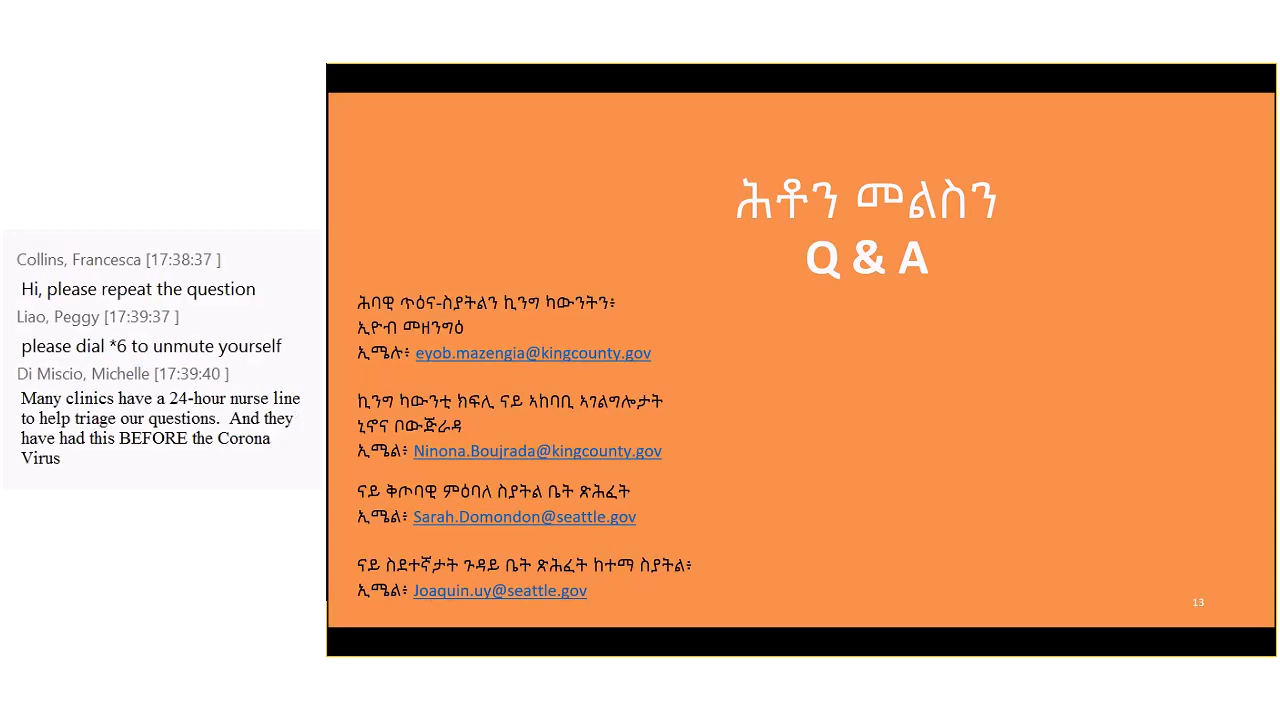 Collins, Francesca [17:38:37 ]
Hi, please repeat the question
Liao, Peggy [17:39:37 ]
please dial *6 to unmute yourself
Di Miscio, Michelle [17:39:40 ]
Many clinics have a 24-hour nurse line
to help triage our questions.  And they
have had this BEFORE the Corona
Virus
ሕቶን መልስን
Q & A
ሕባዊ ጥዕና-ስያትልን ኪንግ ካውንትን፥
ኢዮብ መዘንግዕ
ኢሜሉ፥ eyob.mazengia@kingcounty.gov
ኪንግ ካውንቲ ክፍሊ ናይ ኣከባቢ ኣገልግሎታት
ኒኖና ቦውጅራዳ
ኢሜል፥ Ninona.Boujrada@kingcounty.gov
ናይ ቅጦባዊ ምዕባለ ስያትል ቤት ጽሕፈት
ኢሜል፥ Sarah.Domondon@seattle.gov
ናይ ስደተኛታት ጉዳይ ቤት ጽሕፈት ከተማ ስያትል፥
ኢሜል፥ Joaquin.uy@seattle.gov
13